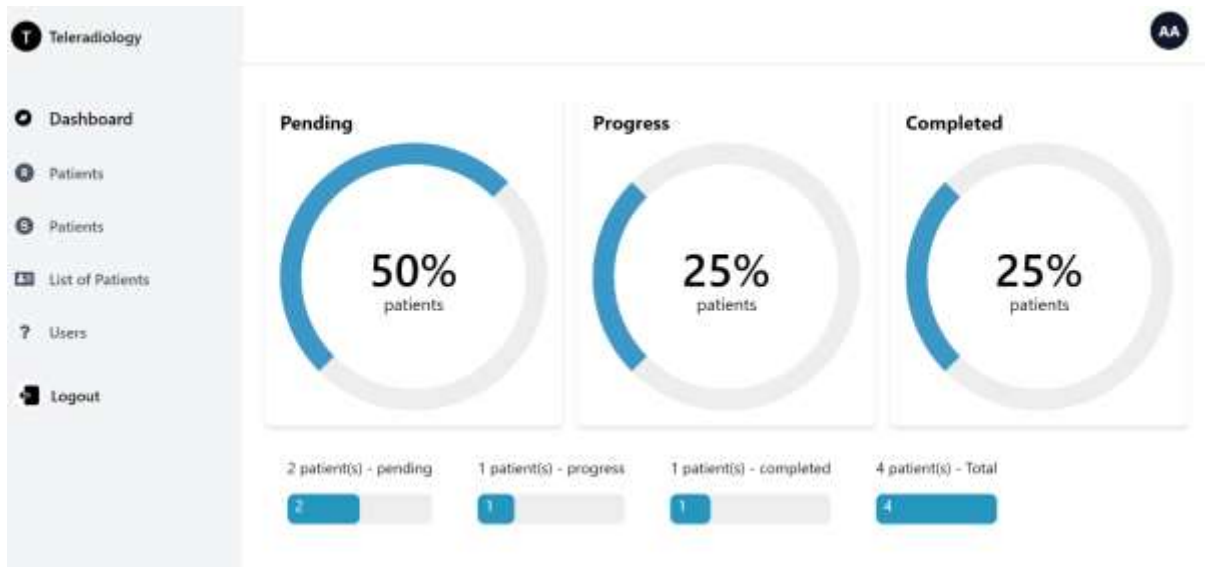 T Teleradiology
AA
Dashboard
Patients
Patients
List of Patients
? Users
Logout
Pending
50%
patients
Progress
25%
patients
Completed
25%
patients
2 patient(s) - pending
2
1 patient(s) - progress
1
1 patient(s) - completed
1
4 patient(s) - Total
4